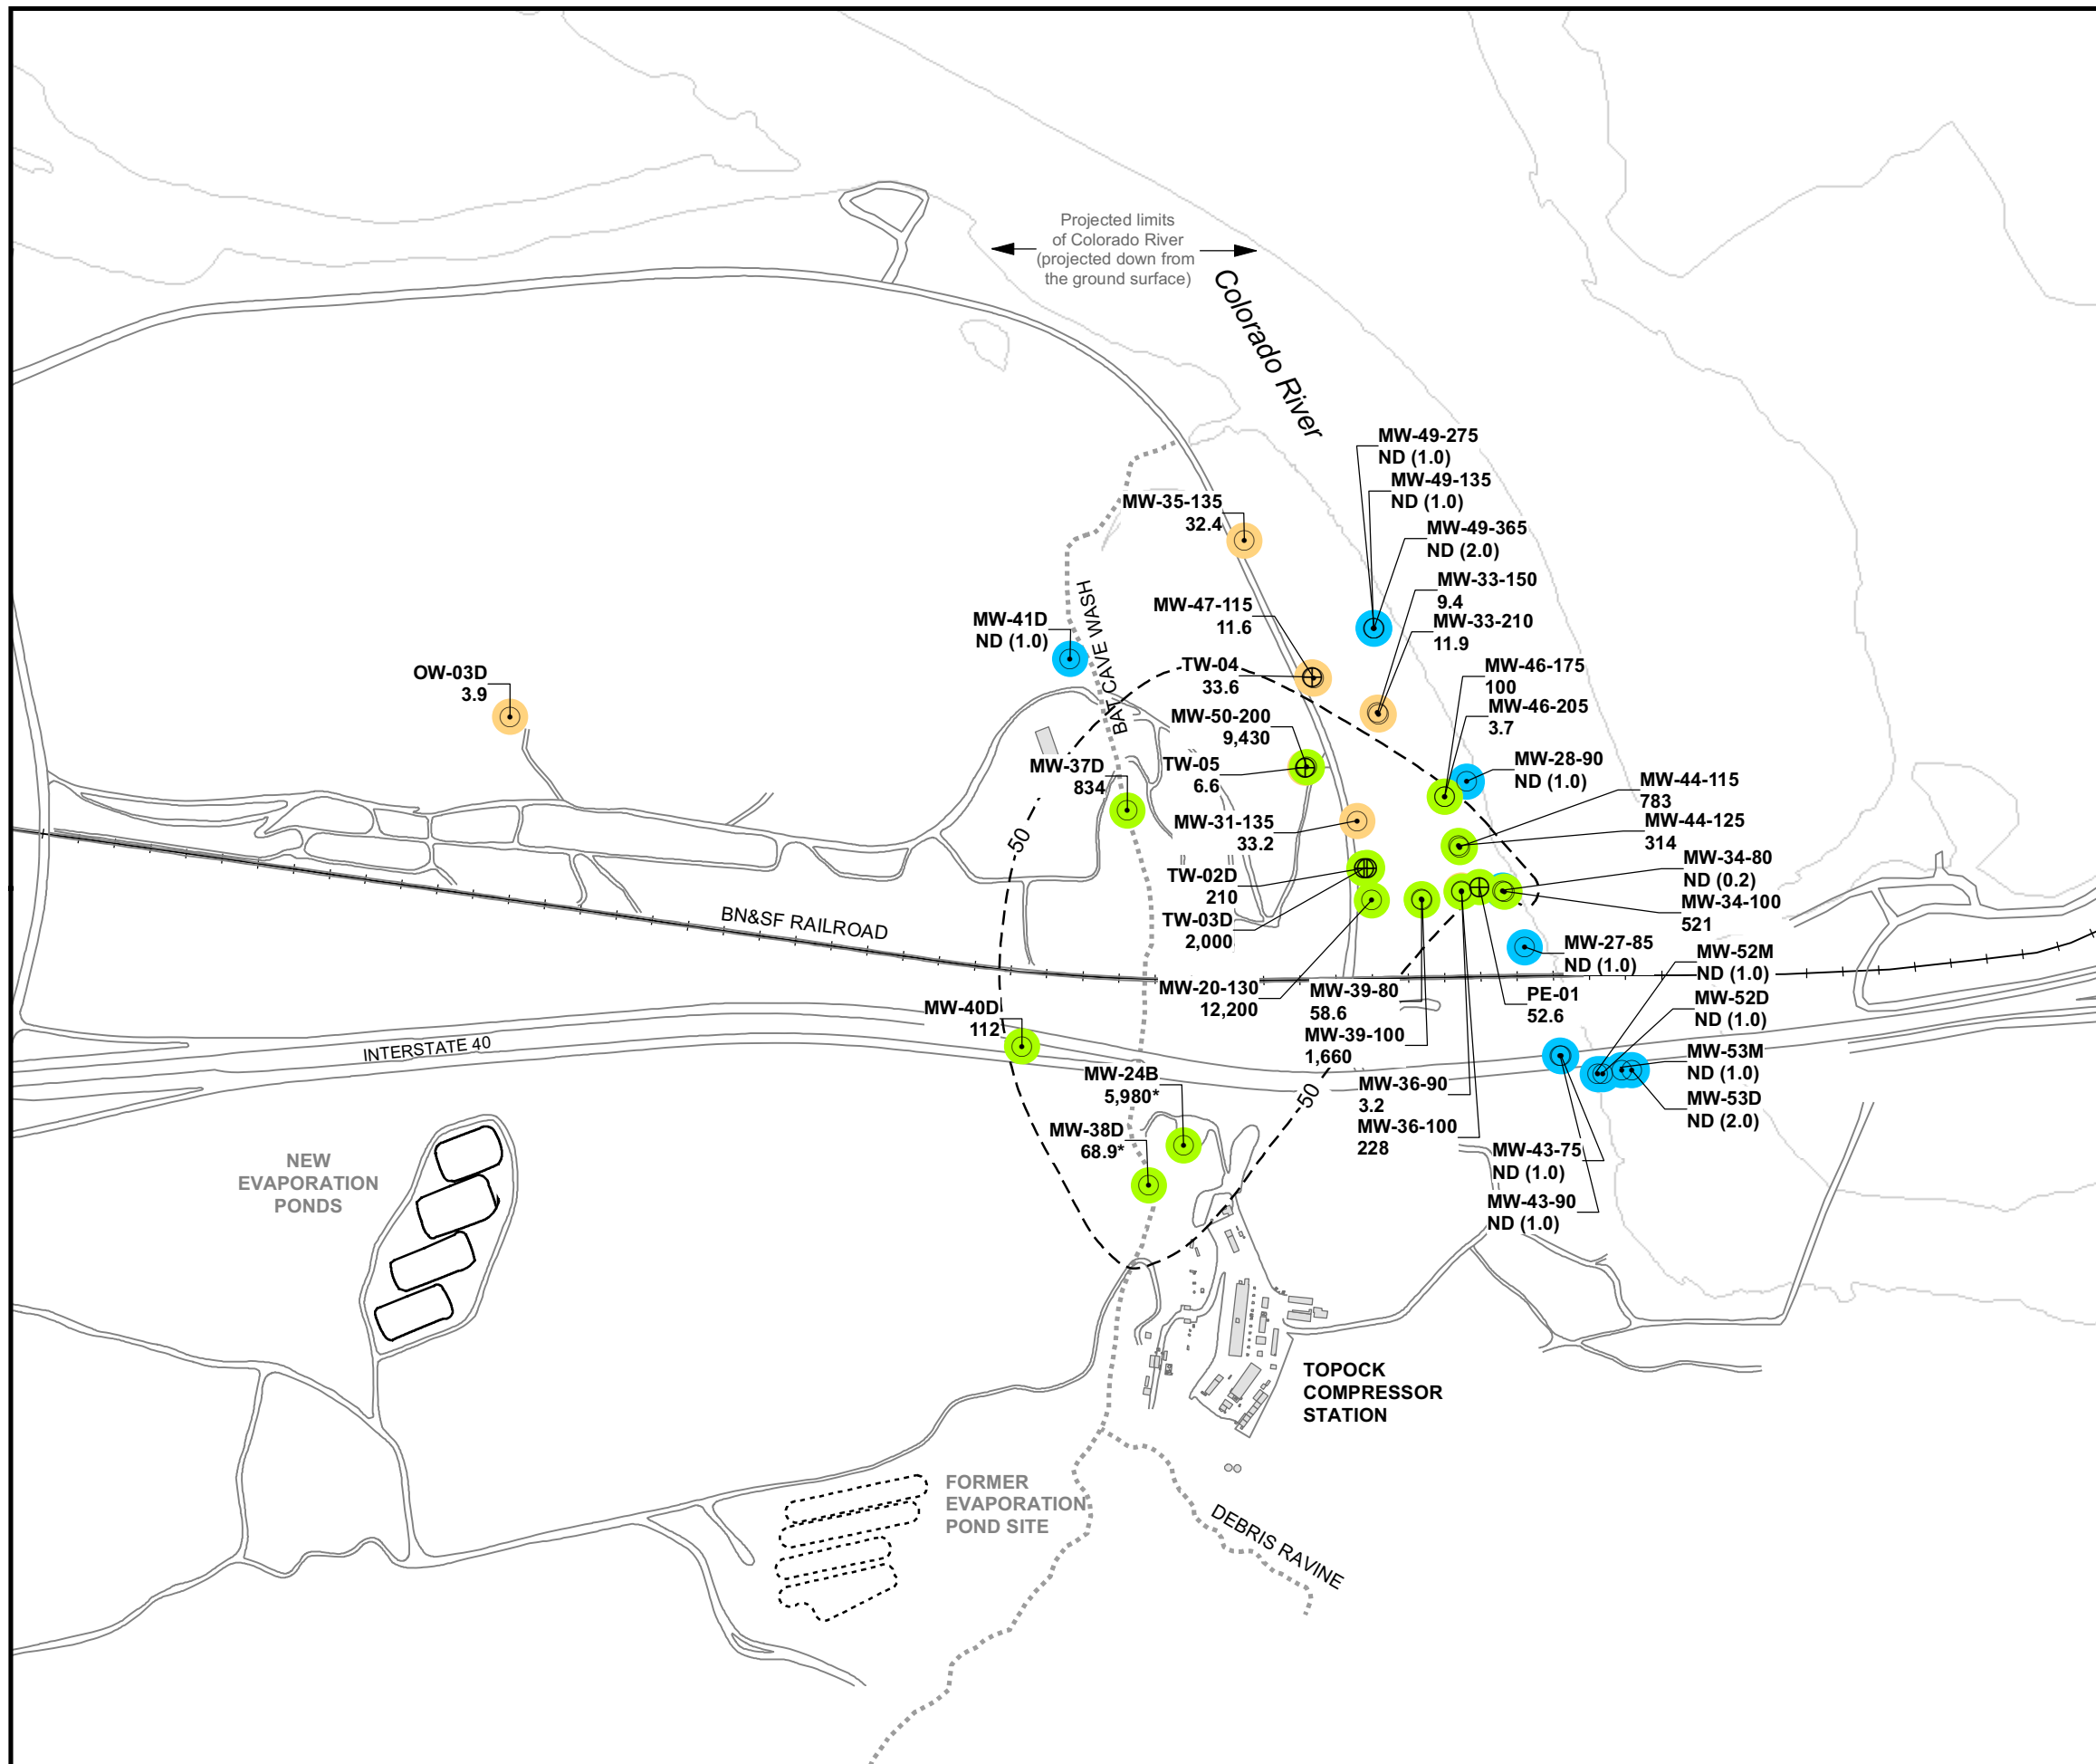 Projected limits
of Colorado River
(projected down from
the ground surface)
Colorado River
MW-49-275
ND (1.0)
MW-49-135
ND (1.0)
MW-35-135
32.4
MW-49-365
ND (2.0)
MW-33-150
9.4
MW-33-210
11.9
MW-47-115
11.6
MW-41D
ND (1.0)
BAT CAVE WASH
OW-03D
3.9
TW-04
33.6
MW-46-175
100
MW-46-205
3.7
MW-50-200
9,430
MW-28-90
ND (1.0)
MW-37D
834
TW-05
6.6
MW-44-115
783
MW-44-125
314
MW-31-135
33.2
50
MW-34-80
ND (0.2)
MW-34-100
521
TW-02D
210
TW-03D
2,000
BN&SF RAILROAD
MW-27-85
ND (1.0)
MW-52M
ND (1.0)
MW-20-130
12,200
MW-39-80
58.6
PE-01
52.6
MW-52D
ND (1.0)
MW-40D
112
MW-39-100
1,660
INTERSTATE 40
MW-53M
ND (1.0)
MW-24B
5,980*
MW-36-90
3.2
50
MW-53D
ND (2.0)
MW-38D
68.9*
MW-36-100
228
MW-43-75
ND (1.0)
MW-43-90
ND (1.0)
NEW
EVAPORATION
PONDS
TOPOCK
COMPRESSOR
STATION
FORMER
EVAPORATION
POND SITE
DEBRIS RAVINE